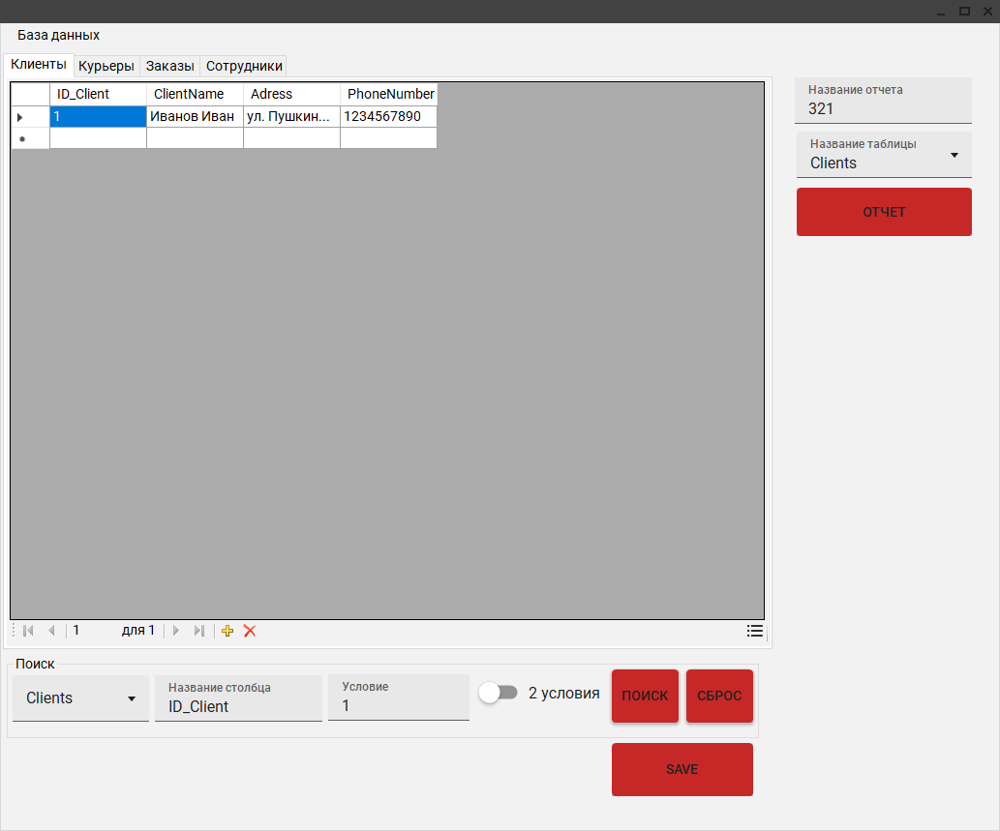 База данных
Клиенты Курьеры Заказы Сотрудники
ID_Client ClientName Adress PhoneNumber
1 Иванов Иван ул. Пушкин... 1234567890
Название отчета
321
Название таблицы
Clients
ОТЧЕТ
1 для 1
Поиск
Clients
Название столбца
ID_Client
Условие
1
2 условия
ПОИСК
СБРОС
SAVE